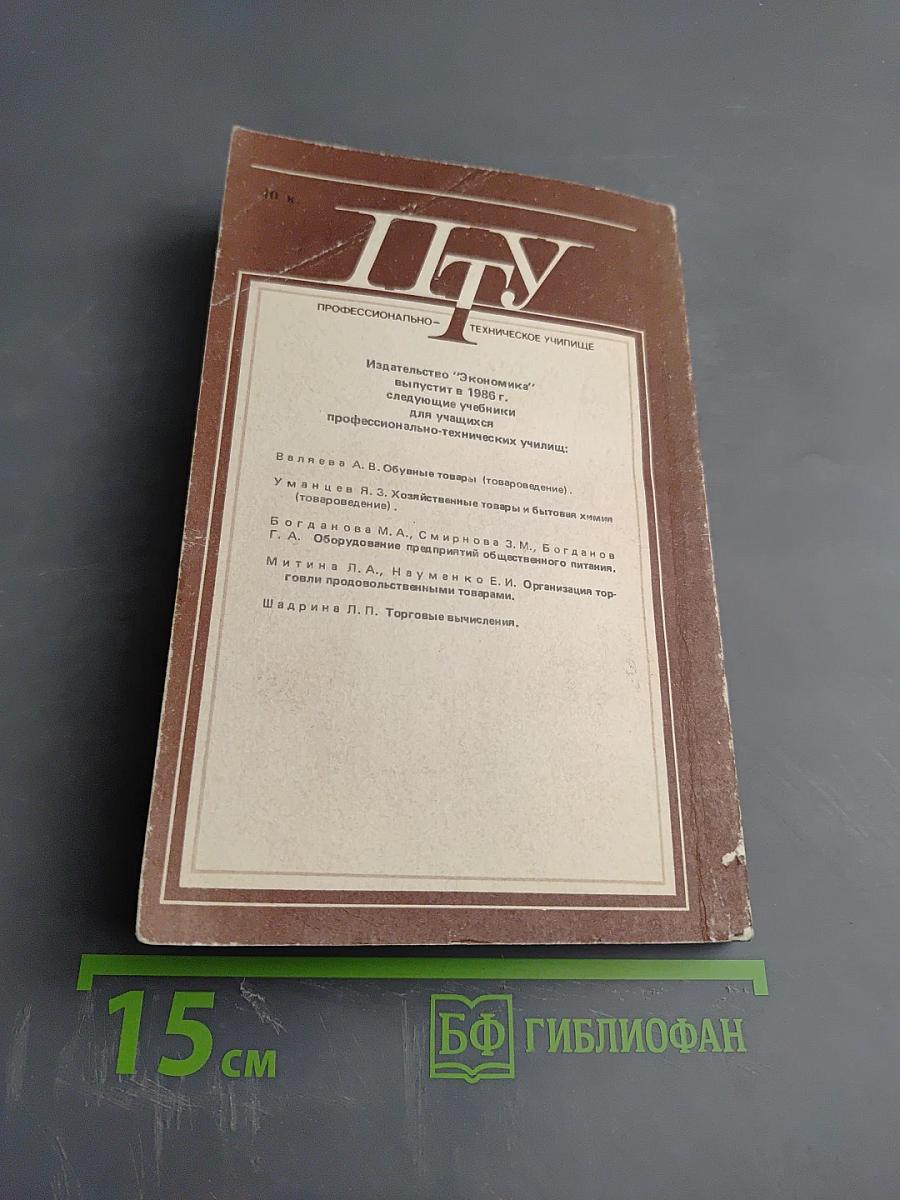 40 к
ПТУ
ПРОФЕССИОНАЛЬНО-
ТЕХНИЧЕСКОЕ УЧИЛИЩЕ
Издательство "Экономика"
выпустит в 1986 г.
следующие учебники
для учащихся
профессионально-технических училищ:
Валяева А. В. Обувные товары (товароведение).
Уманцев Я. З. Хозяйственные товары и бытовая химия
(товароведение).
Богданова М.А., Смирнова З.М., Богданов
Г. А. Оборудование предприятий общественного питания.
Митина Л.А., Науменко Е.И. Организация тор-
говли продовольственными товарами.
Шадрина Л.П. Торговые вычисления.
15 см
БФ ГИБЛИОФАН